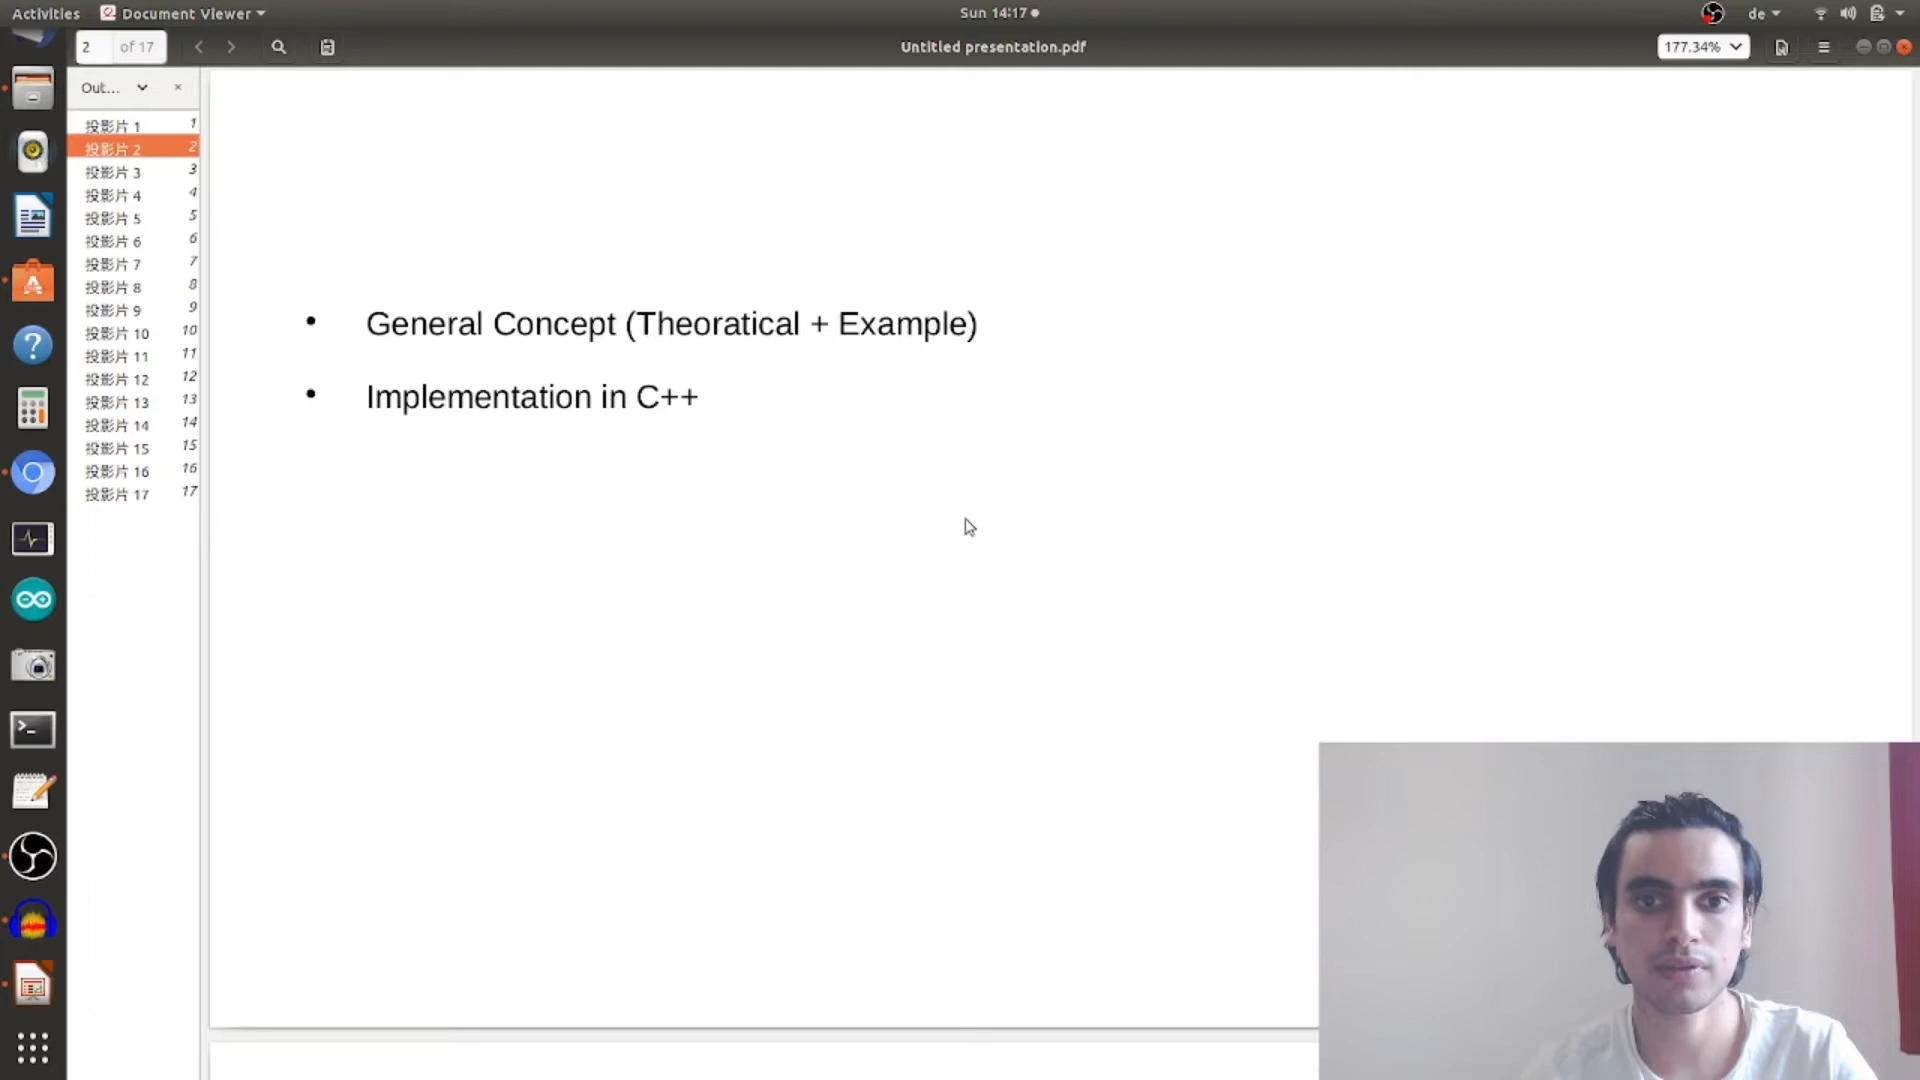 Activities Document Viewer Sun 14:17 de
2 of 17 Untitled presentation.pdf 177.34%
Out...
投影片 1 1
投影片 2 2
投影片 3 3
投影片 4 4
投影片 5 5
投影片 6 6
投影片 7 7
投影片 8 8
投影片 9 9
投影片 10 10
投影片 11 11
投影片 12 12
投影片 13 13
投影片 14 14
投影片 15 15
投影片 16 16
投影片 17 17
• General Concept (Theoratical + Example)
• Implementation in C++